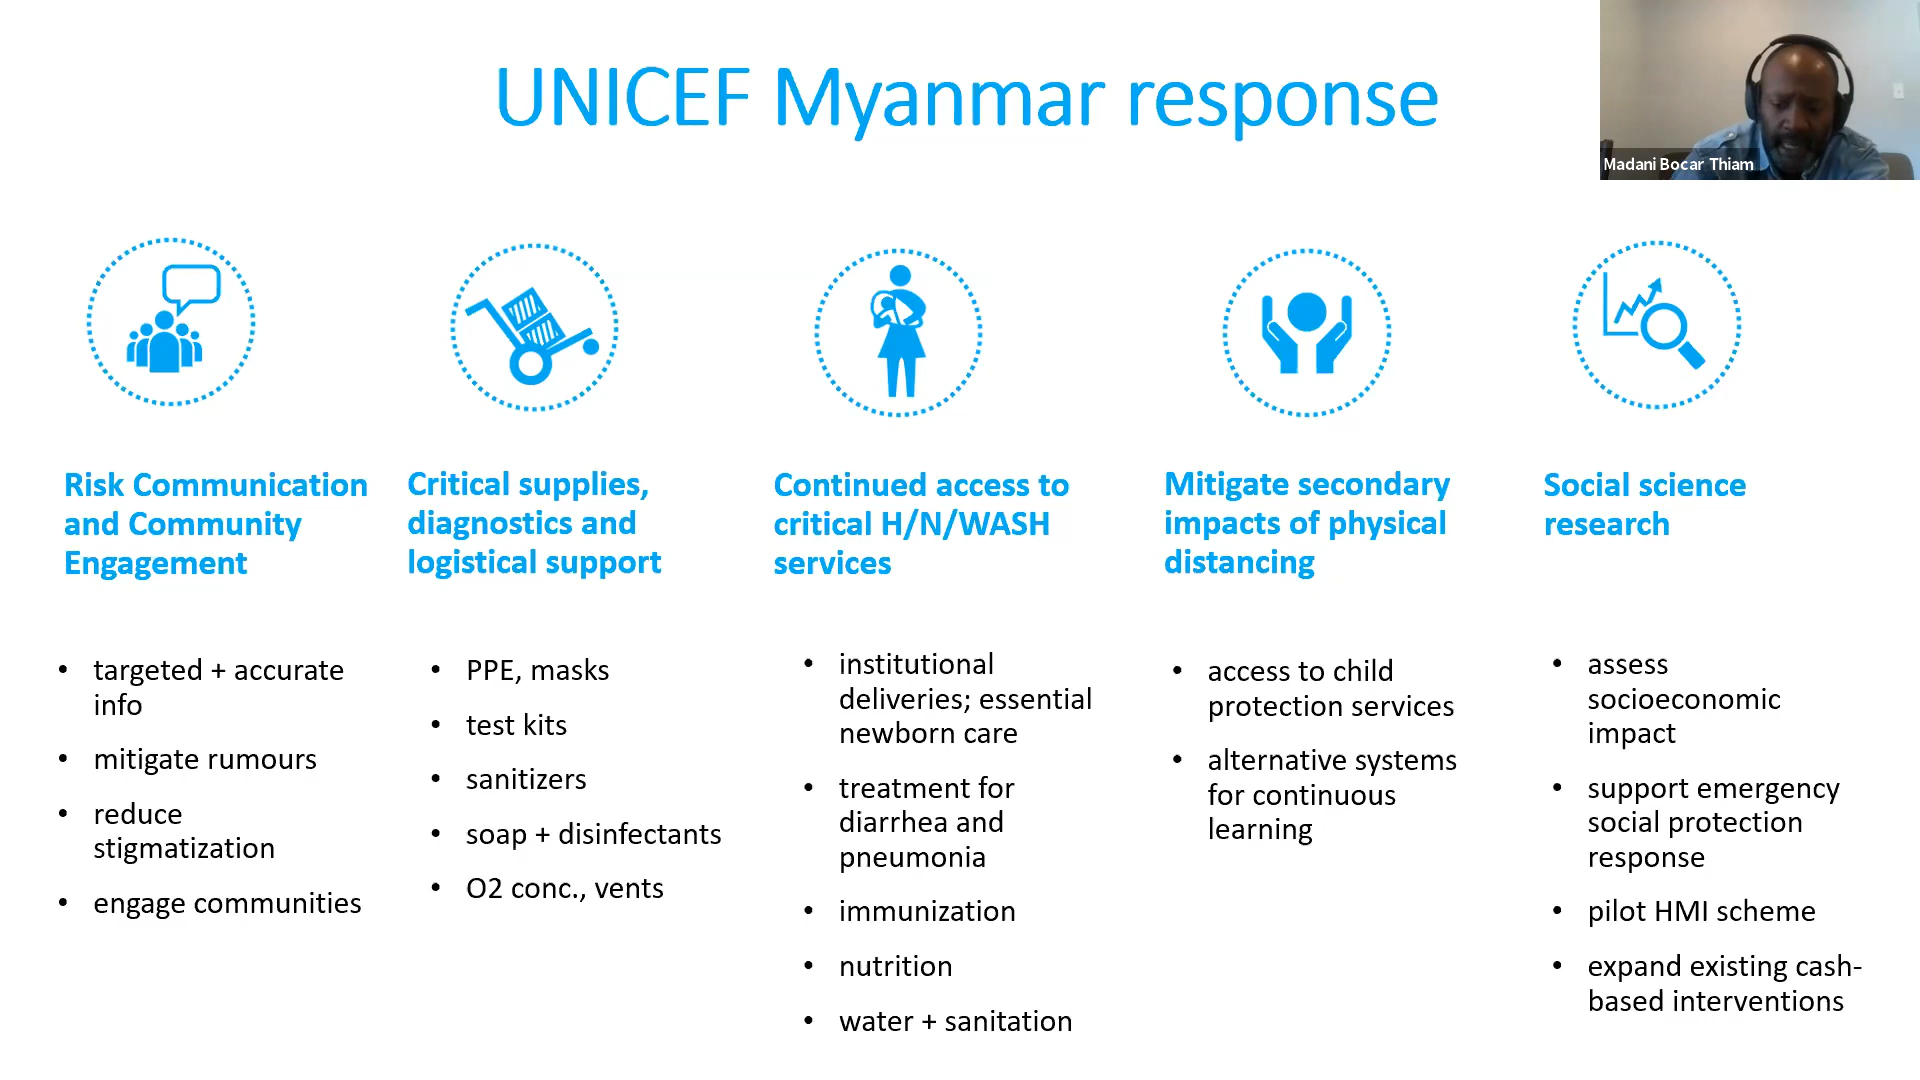 UNICEF Myanmar response
Madani Bocar Thiam
Risk Communication
and Community
Engagement
• targeted + accurate
info
• mitigate rumours
• reduce
stigmatization
• engage communities
Critical supplies,
diagnostics and
logistical support
• PPE, masks
• test kits
• sanitizers
• soap + disinfectants
• O2 conc., vents
Continued access to
critical H/N/WASH
services
• institutional
deliveries; essential
newborn care
• treatment for
diarrhea and
pneumonia
• immunization
• nutrition
• water + sanitation
Mitigate secondary
impacts of physical
distancing
• access to child
protection services
• alternative systems
for continuous
learning
Social science
research
• assess
socioeconomic
impact
• support emergency
social protection
response
• pilot HMI scheme
• expand existing cash-
based interventions